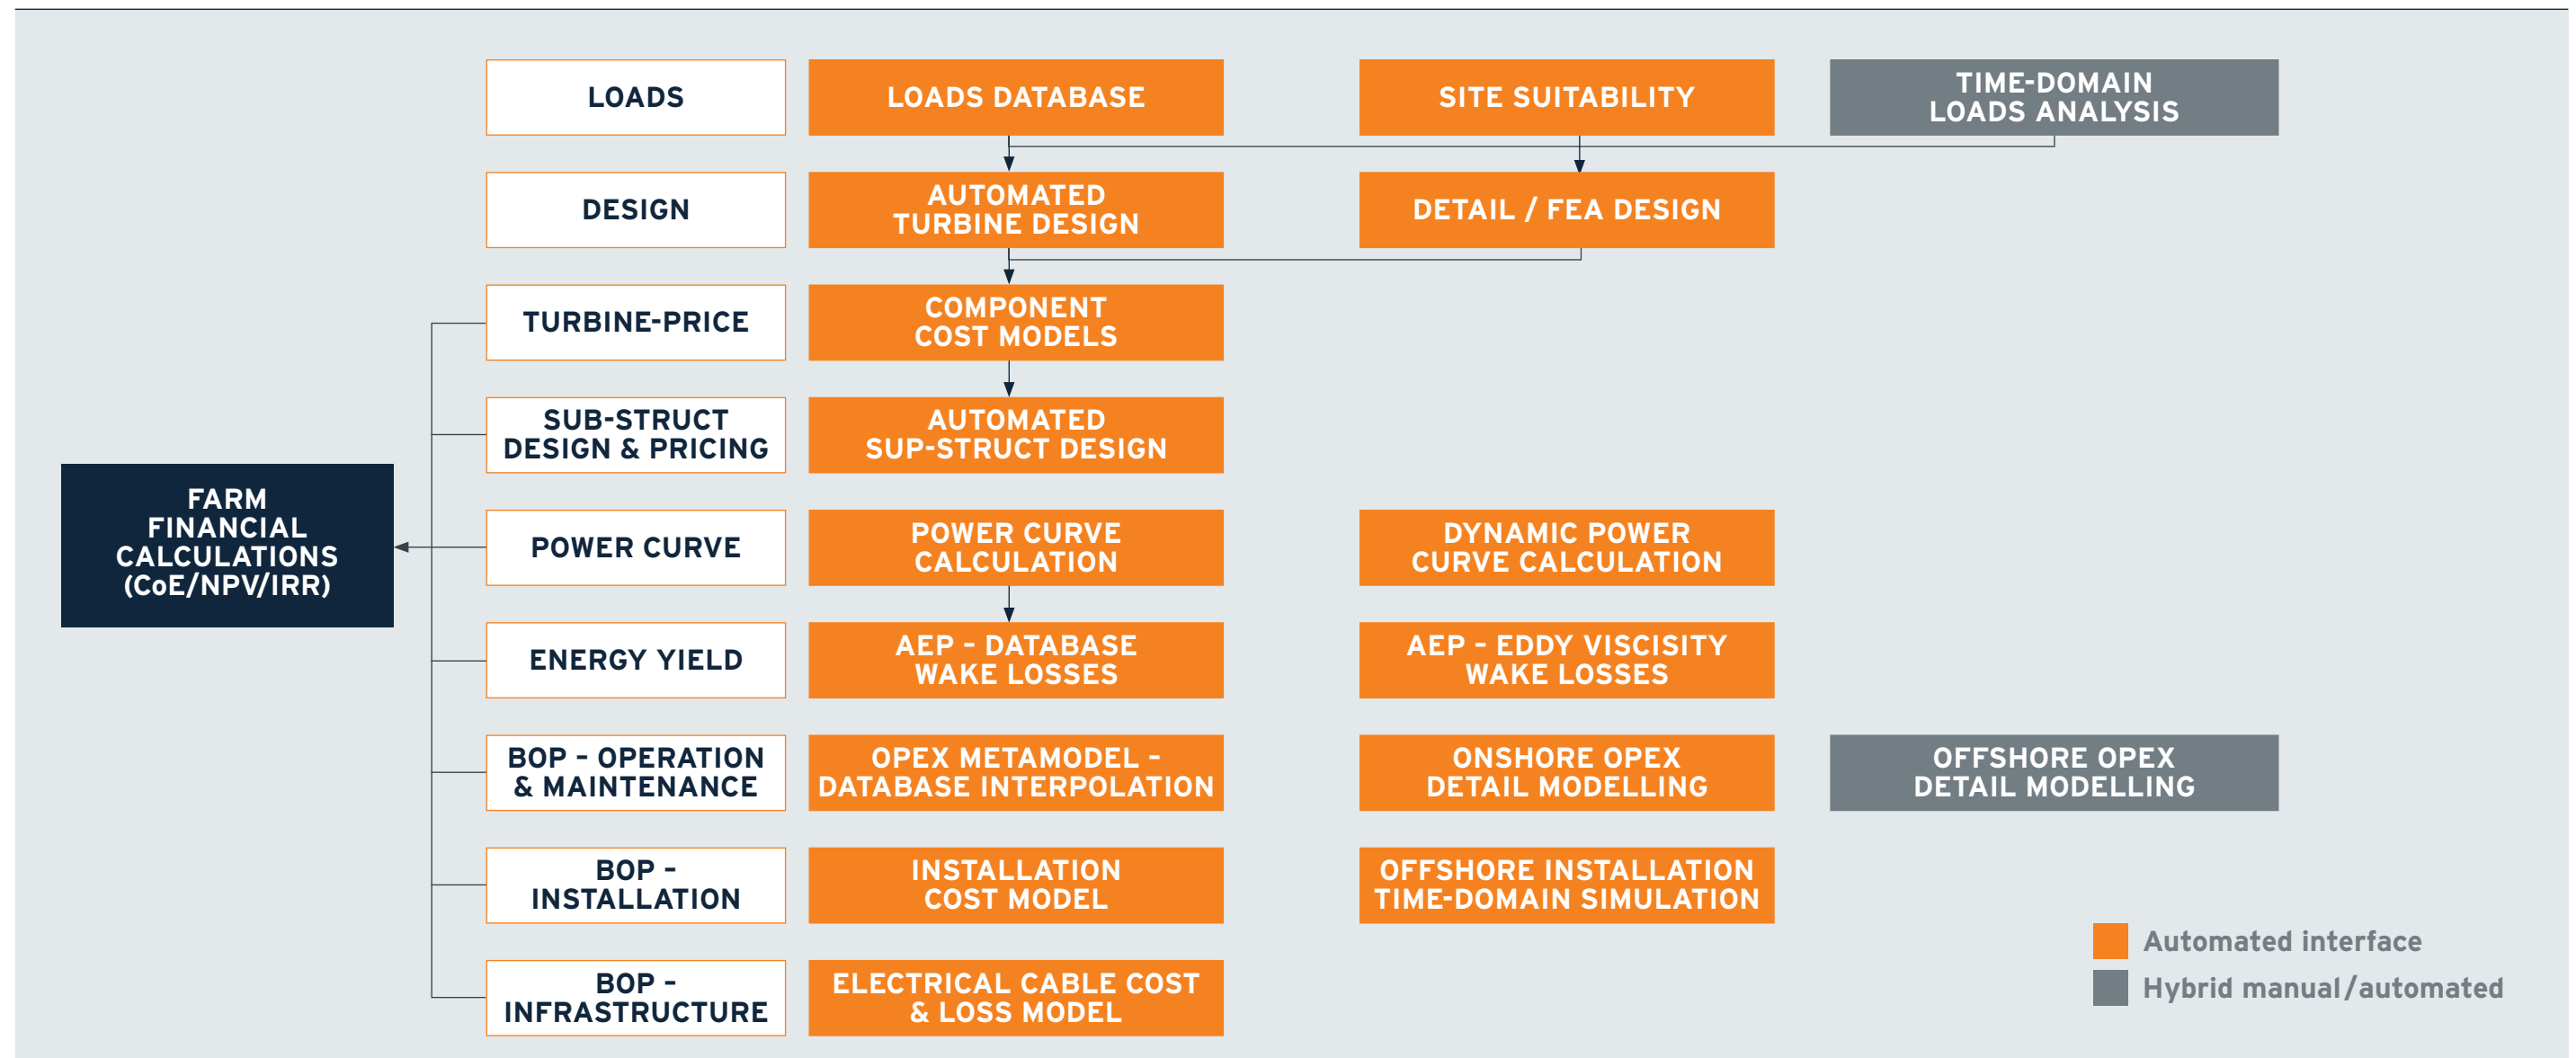 LOADS
LOADS DATABASE
SITE SUITABILITY
TIME-DOMAIN
LOADS ANALYSIS
DESIGN
AUTOMATED
TURBINE DESIGN
DETAIL / FEA DESIGN
TURBINE-PRICE
COMPONENT
COST MODELS
SUB-STRUCT
DESIGN & PRICING
AUTOMATED
SUP-STRUCT DESIGN
FARM
FINANCIAL
CALCULATIONS
(CoE/NPV/IRR)
POWER CURVE
POWER CURVE
CALCULATION
DYNAMIC POWER
CURVE CALCULATION
ENERGY YIELD
AEP – DATABASE
WAKE LOSSES
AEP – EDDY VISCISITY
WAKE LOSSES
BOP – OPERATION
& MAINTENANCE
OPEX METAMODEL –
DATABASE INTERPOLATION
ONSHORE OPEX
DETAIL MODELLING
OFFSHORE OPEX
DETAIL MODELLING
BOP –
INSTALLATION
INSTALLATION
COST MODEL
OFFSHORE INSTALLATION
TIME-DOMAIN SIMULATION
BOP –
INFRASTRUCTURE
ELECTRICAL CABLE COST
& LOSS MODEL
Automated interface
Hybrid manual/automated